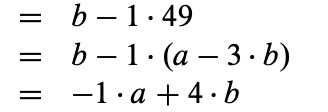 = b − 1 · 49
= b − 1 · (a − 3 · b)
= −1 · a + 4 · b